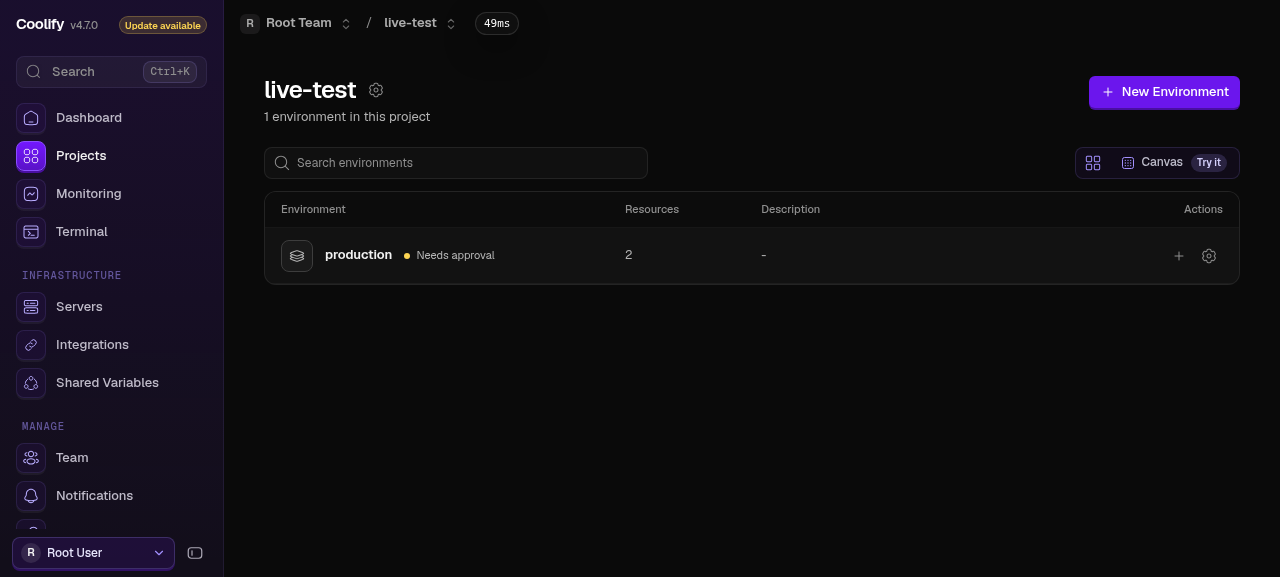 Coolify v4.7.0 Update available
Search Ctrl+K
Dashboard
Projects
Monitoring
Terminal
INFRASTRUCTURE
Servers
Integrations
Shared Variables
MANAGE
Team
Notifications
R Root User
R Root Team / live-test 49ms
live-test
1 environment in this project
+ New Environment
Search environments
Canvas Try it
Environment Resources Description Actions
production Needs approval 2 -